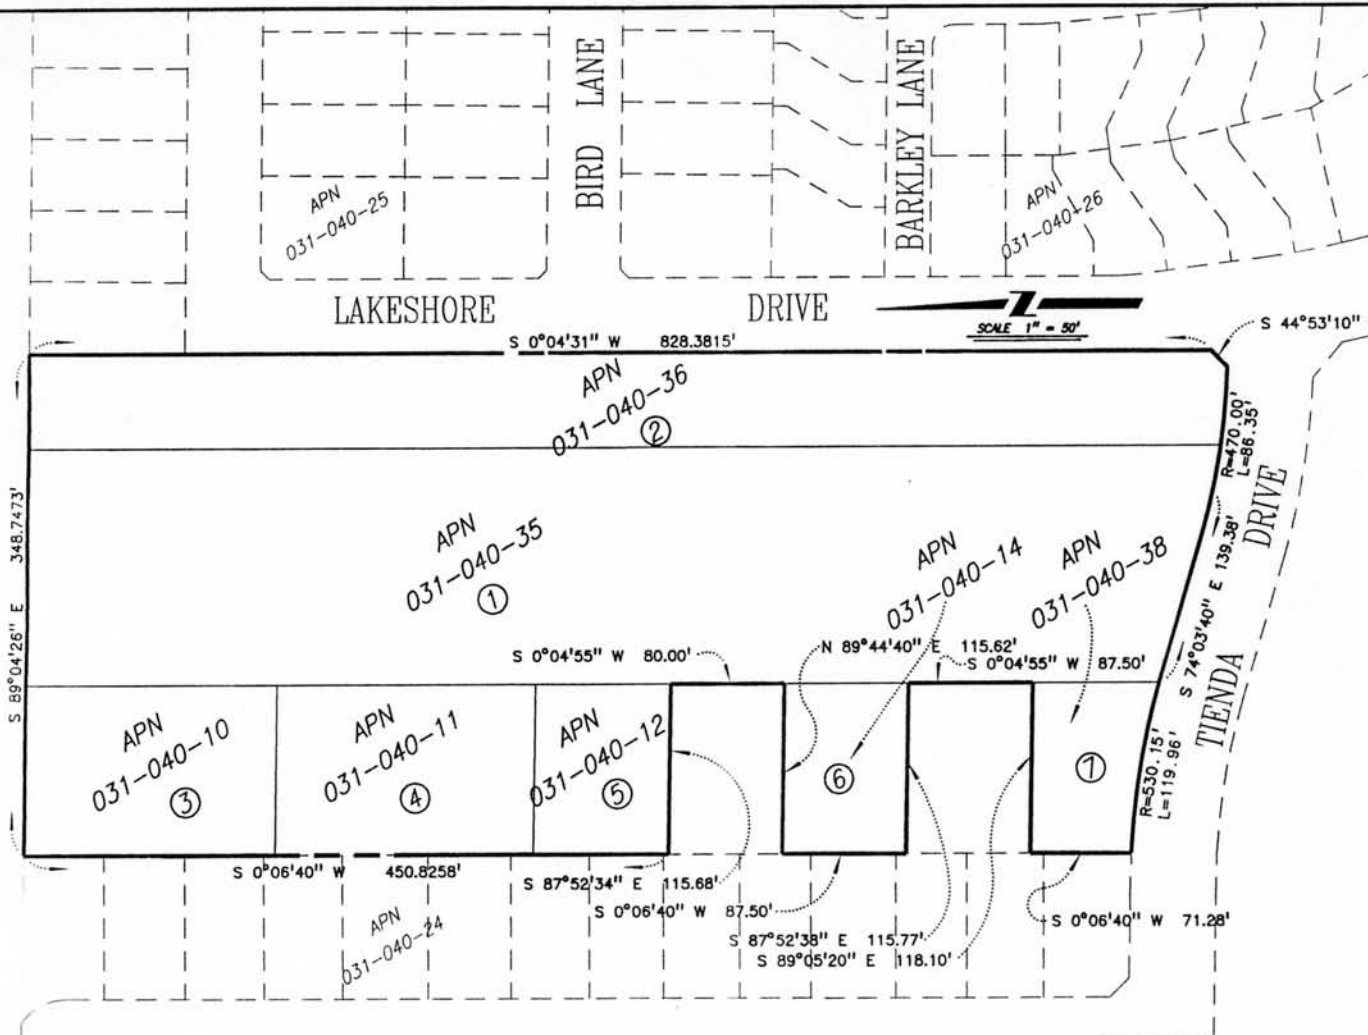 BIRD LANE
BARKLEY LANE
APN
031-040-25
APN
031-040-26
LAKESHORE DRIVE
Z
SCALE 1" = 50'
S 44°53'10"
S 0°04'31" W 828.3815'
APN
031-040-36
2
R=470.00'
L=86.35'
S 89°04'26" E 348.7473'
APN
031-040-35
1
APN
031-040-14
APN
031-040-38
S 74°03'40" E 139.38'
TIENDA DRIVE
N 89°44'40" E 115.62'
S 0°04'55" W 80.00'
S 0°04'55" W 87.50'
APN
031-040-10
3
APN
031-040-11
4
APN
031-040-12
5
6
7
R=530.15'
L=119.96'
S 0°06'40" W 450.8258'
S 87°52'34" E 115.68'
S 0°06'40" W 87.50'
S 0°06'40" W 71.28'
APN
031-040-24
S 87°52'38" E 115.77'
S 89°05'20" E 118.10'